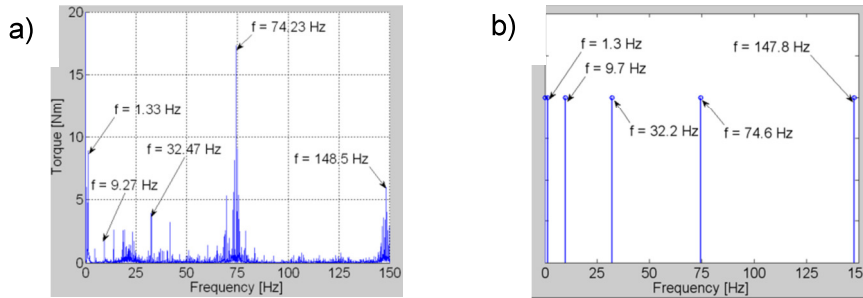 a)
20
15
10
5
0
Torque [Nm]
f = 74.23 Hz
f = 1.33 Hz
f = 32.47 Hz
f = 148.5 Hz
f = 9.27 Hz
0 25 50 75 100 125 150
Frequency [Hz]
b)
f = 1.3 Hz
f = 147.8 Hz
f = 9.7 Hz
f = 32.2 Hz
f = 74.6 Hz
0 25 50 75 100 125 150
Frequency [Hz]